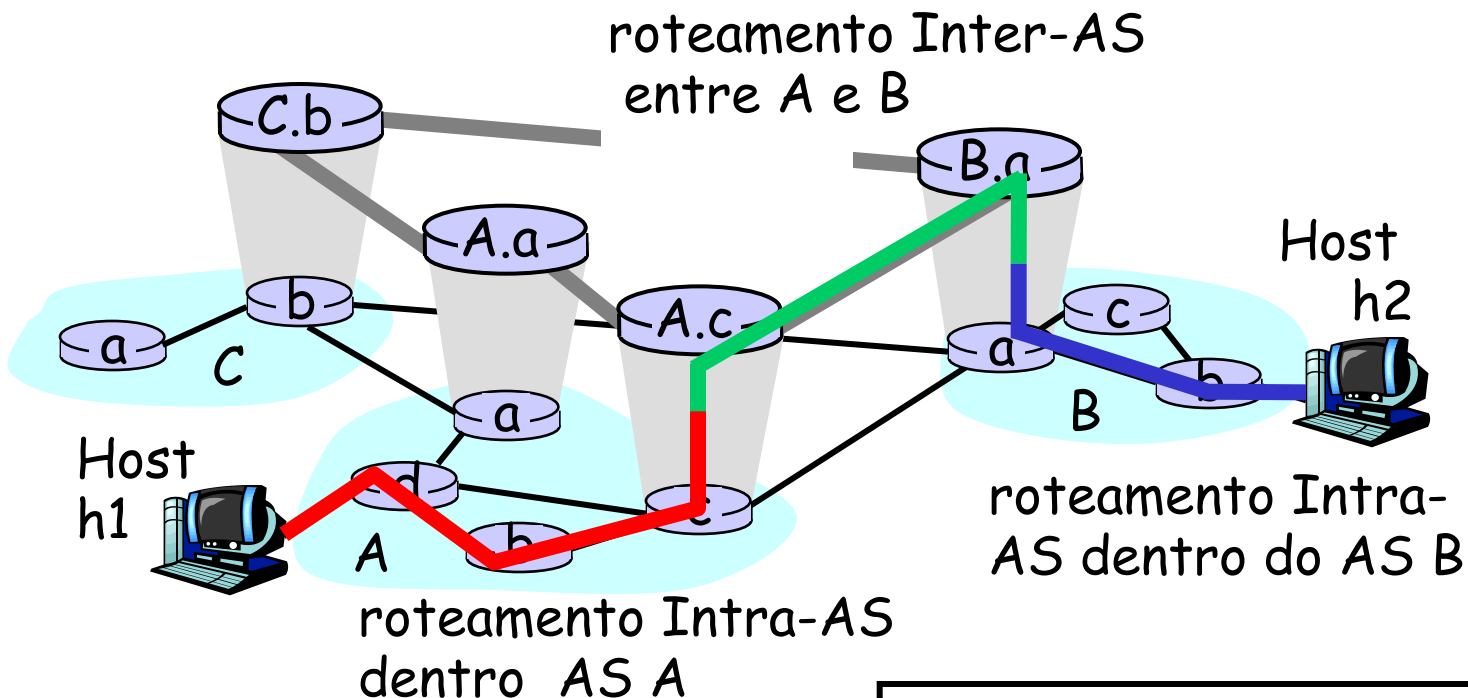 roteamento Inter-AS
entre A e B
C.b
B.a
A.a
Host
h2
b
A.c
c
a
a
C
a
b
B
Host
h1
d
c
b
A
roteamento Intra-
AS dentro do AS B
roteamento Intra-AS
dentro AS A